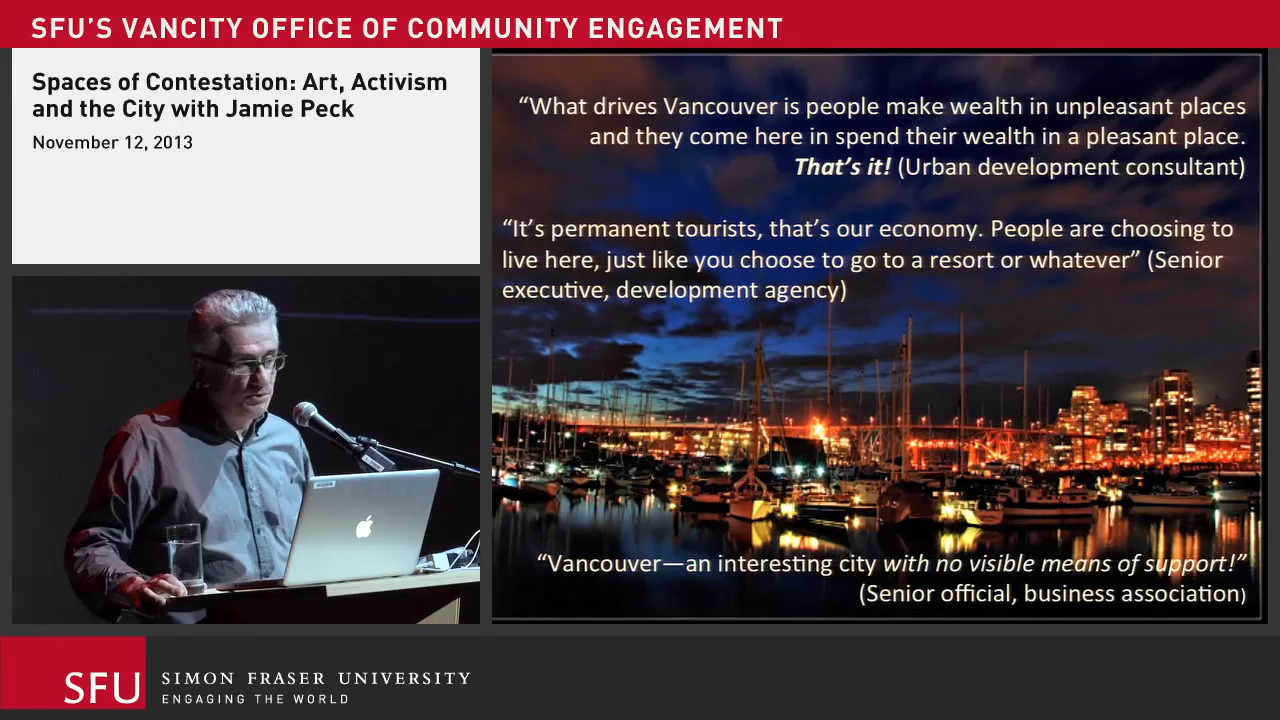 SFU'S VANCITY OFFICE OF COMMUNITY ENGAGEMENT
Spaces of Contestation: Art, Activism
and the City with Jamie Peck
November 12, 2013
“What drives Vancouver is people make wealth in unpleasant places
and they come here in spend their wealth in a pleasant place.
That’s it! (Urban development consultant)
“It’s permanent tourists, that’s our economy. People are choosing to
live here, just like you choose to go to a resort or whatever” (Senior
executive, development agency)
“Vancouver—an interesting city with no visible means of support!”
(Senior official, business association)
SFU
SIMON FRASER UNIVERSITY
ENGAGING THE WORLD